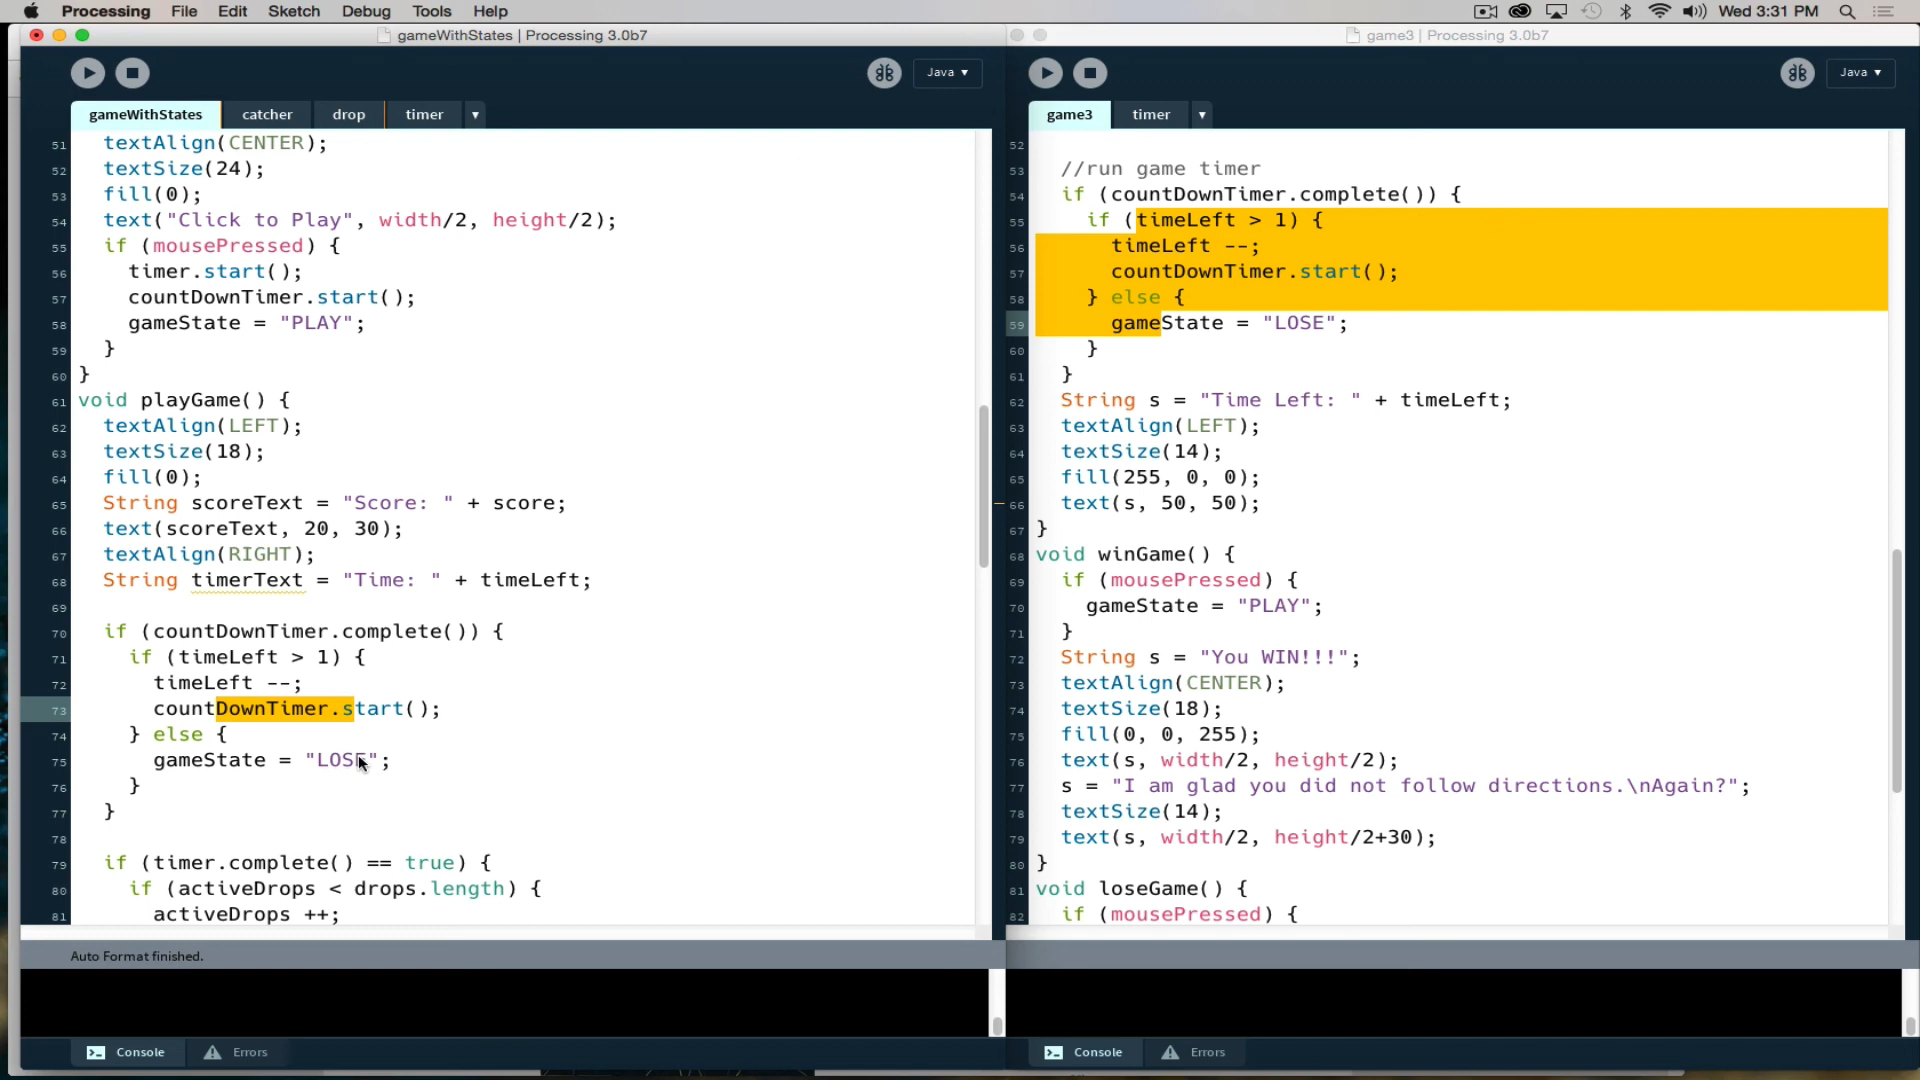 Processing File Edit Sketch Debug Tools Help Wed 3:31 PM
gameWithStates | Processing 3.0b7
Java ▾
gameWithStates catcher drop timer ▾
51 textAlign(CENTER);
52 textSize(24);
53 fill(0);
54 text("Click to Play", width/2, height/2);
55 if (mousePressed) {
56 timer.start();
57 countDownTimer.start();
58 gameState = "PLAY";
59 }
60 }
61 void playGame() {
62 textAlign(LEFT);
63 textSize(18);
64 fill(0);
65 String scoreText = "Score: " + score;
66 text(scoreText, 20, 30);
67 textAlign(RIGHT);
68 String timerText = "Time: " + timeLeft;
69
70 if (countDownTimer.complete()) {
71 if (timeLeft > 1) {
72 timeLeft --;
73 countDownTimer.start();
74 } else {
75 gameState = "LOSE";
76 }
77 }
78
79 if (timer.complete() == true) {
80 if (activeDrops < drops.length) {
81 activeDrops ++;
Auto Format finished.
Console Errors
game3 | Processing 3.0b7
Java ▾
game3 timer ▾
52
53 //run game timer
54 if (countDownTimer.complete()) {
55 if (timeLeft > 1) {
56 timeLeft --;
57 countDownTimer.start();
58 } else {
59 gameState = "LOSE";
60 }
61 }
62 String s = "Time Left: " + timeLeft;
63 textAlign(LEFT);
64 textSize(14);
65 fill(255, 0, 0);
66 text(s, 50, 50);
67 }
68 void winGame() {
69 if (mousePressed) {
70 gameState = "PLAY";
71 }
72 String s = "You WIN!!!";
73 textAlign(CENTER);
74 textSize(18);
75 fill(0, 0, 255);
76 text(s, width/2, height/2);
77 s = "I am glad you did not follow directions.\nAgain?";
78 textSize(14);
79 text(s, width/2, height/2+30);
80 }
81 void loseGame() {
82 if (mousePressed) {
Console Errors